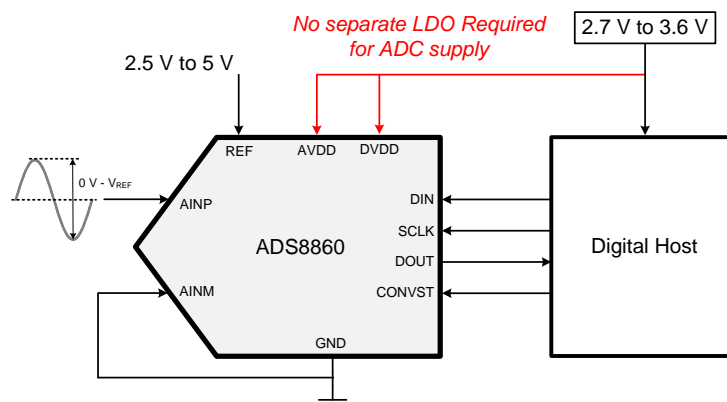 No separate LDO Required
for ADC supply
2.7 V to 3.6 V
2.5 V to 5 V
REF
AVDD
DVDD
0 V - VREF
AINP
DIN
SCLK
ADS8860
DOUT
Digital Host
AINM
CONVST
GND